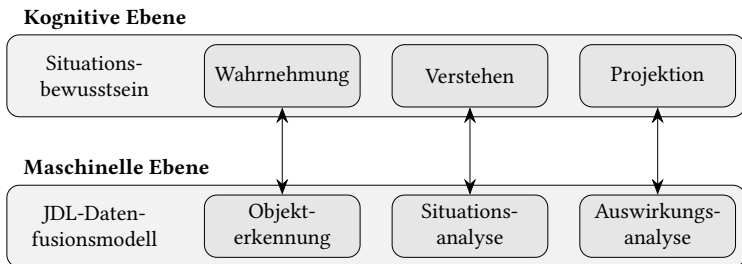 Kognitive Ebene
Situations-
bewusstsein
Wahrnehmung
Verstehen
Projektion
Maschinelle Ebene
JDL-Daten-
fusionsmodell
Objekt-
erkennung
Situations-
analyse
Auswirkungs-
analyse